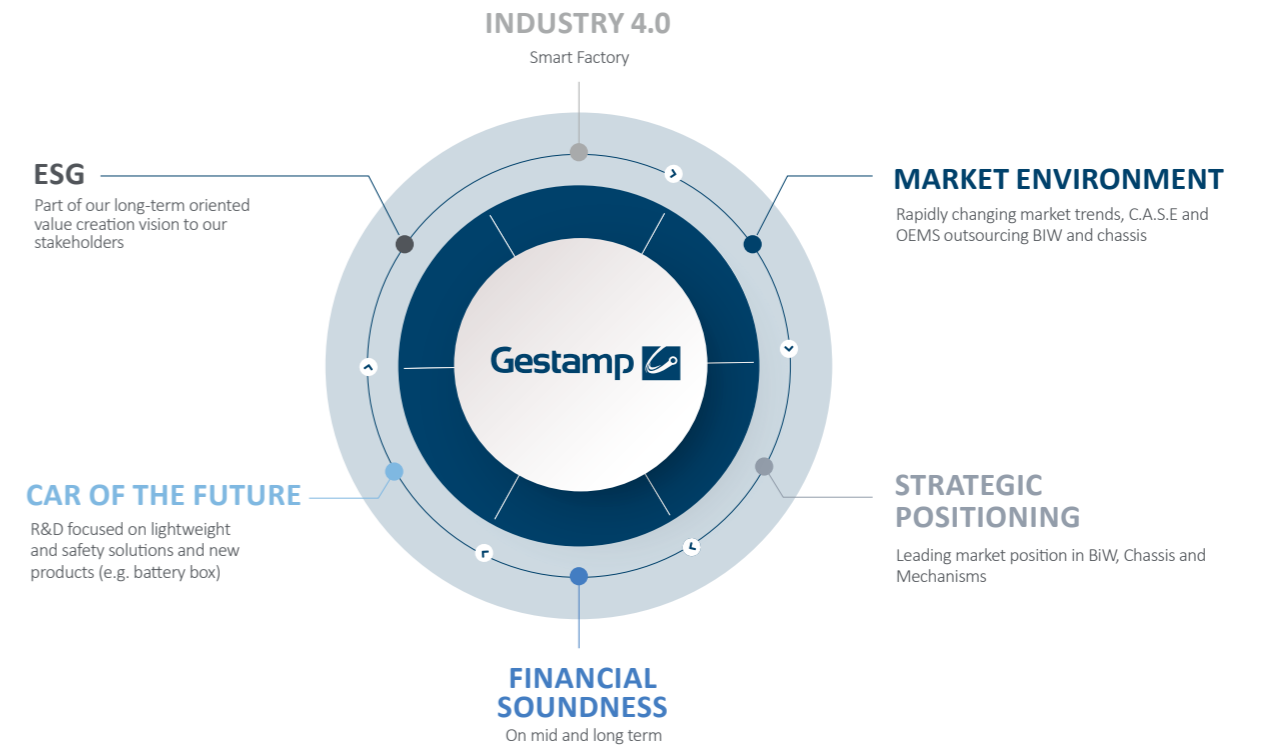 INDUSTRY 4.0
Smart Factory
ESG
Part of our long-term oriented
value creation vision to our
stakeholders
MARKET ENVIRONMENT
Rapidly changing market trends, C.A.S.E and
OEMS outsourcing BIW and chassis
Gestamp
CAR OF THE FUTURE
R&D focused on lightweight
and safety solutions and new
products (e.g. battery box)
STRATEGIC
POSITIONING
Leading market position in BiW, Chassis and
Mechanisms
FINANCIAL
SOUNDNESS
On mid and long term